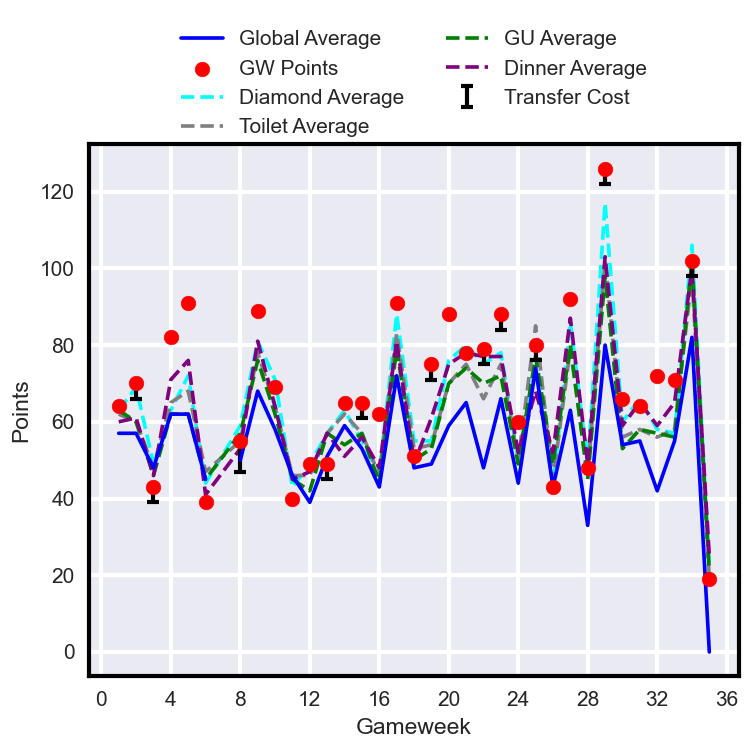 Global Average
GW Points
Diamond Average
Toilet Average
GU Average
Dinner Average
Transfer Cost
120
100
80
60
40
20
0
Points
0 4 8 12 16 20 24 28 32 36
Gameweek